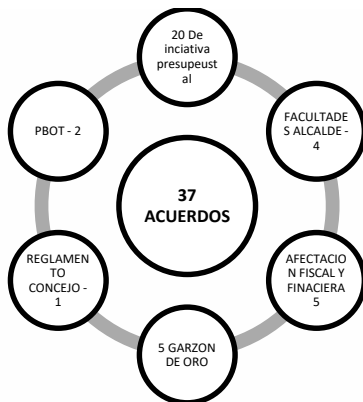 20 De
inciativa
presupeust
al
FACULTADE
S ALCALDE -
4
AFECTACIO
N FISCAL Y
FINACIERA
5
5 GARZON
DE ORO
REGLAMEN
TO
CONCEJO -
1
PBOT - 2
37
ACUERDOS